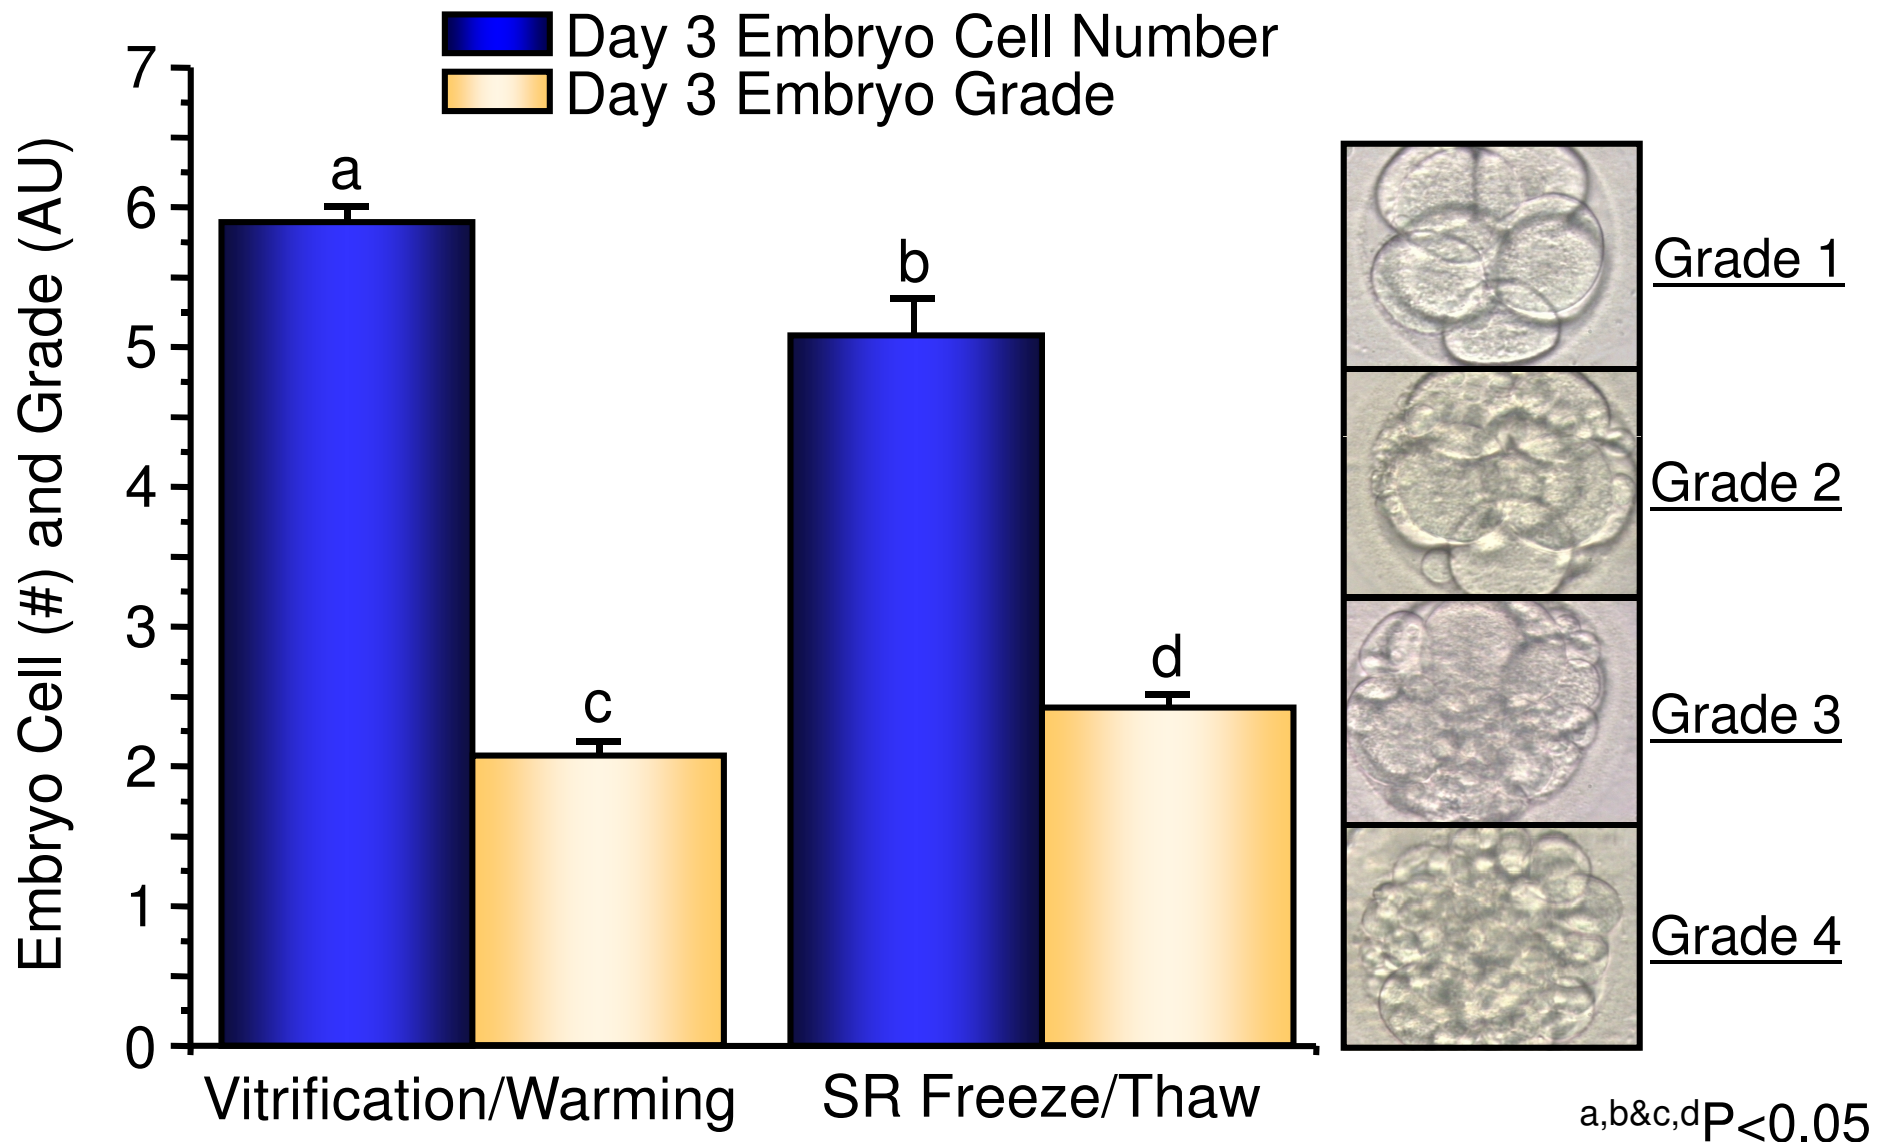 Day 3 Embryo Cell Number
Day 3 Embryo Grade
Embryo Cell (#) and Grade (AU)
7
6
5
4
3
2
1
0
a
b
c
d
Vitrification/Warming
SR Freeze/Thaw
Grade 1
Grade 2
Grade 3
Grade 4
a,b&c,dP<0.05